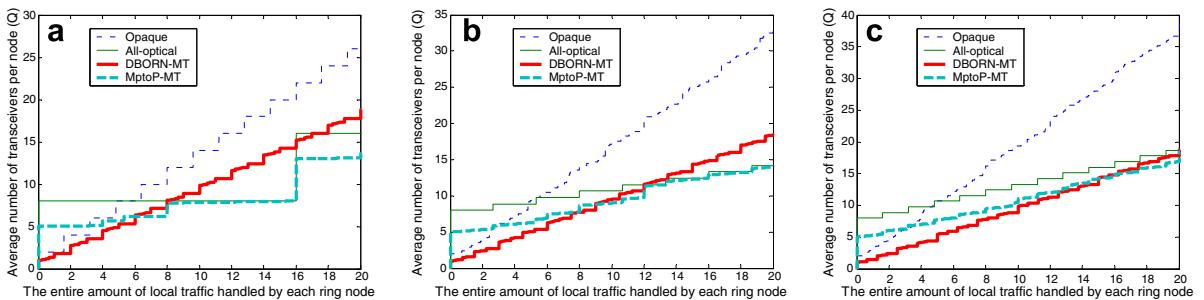 a
Average number of transceivers per node (Q)
30
25
20
15
10
5
0
Opaque
All-optical
DBORN-MT
MptoP-MT
0 2 4 6 8 10 12 14 16 18 20
The entire amount of local traffic handled by each ring node
b
Average number of transceivers per node (Q)
35
30
25
20
15
10
5
0
Opaque
All-optical
DBORN-MT
MptoP-MT
0 2 4 6 8 10 12 14 16 18 20
The entire amount of local traffic handled by each ring node
c
Average number of transceivers per node (Q)
40
35
30
25
20
15
10
5
0
Opaque
All-optical
DBORN-MT
MptoP-MT
0 2 4 6 8 10 12 14 16 18 20
The entire amount of local traffic handled by each ring node